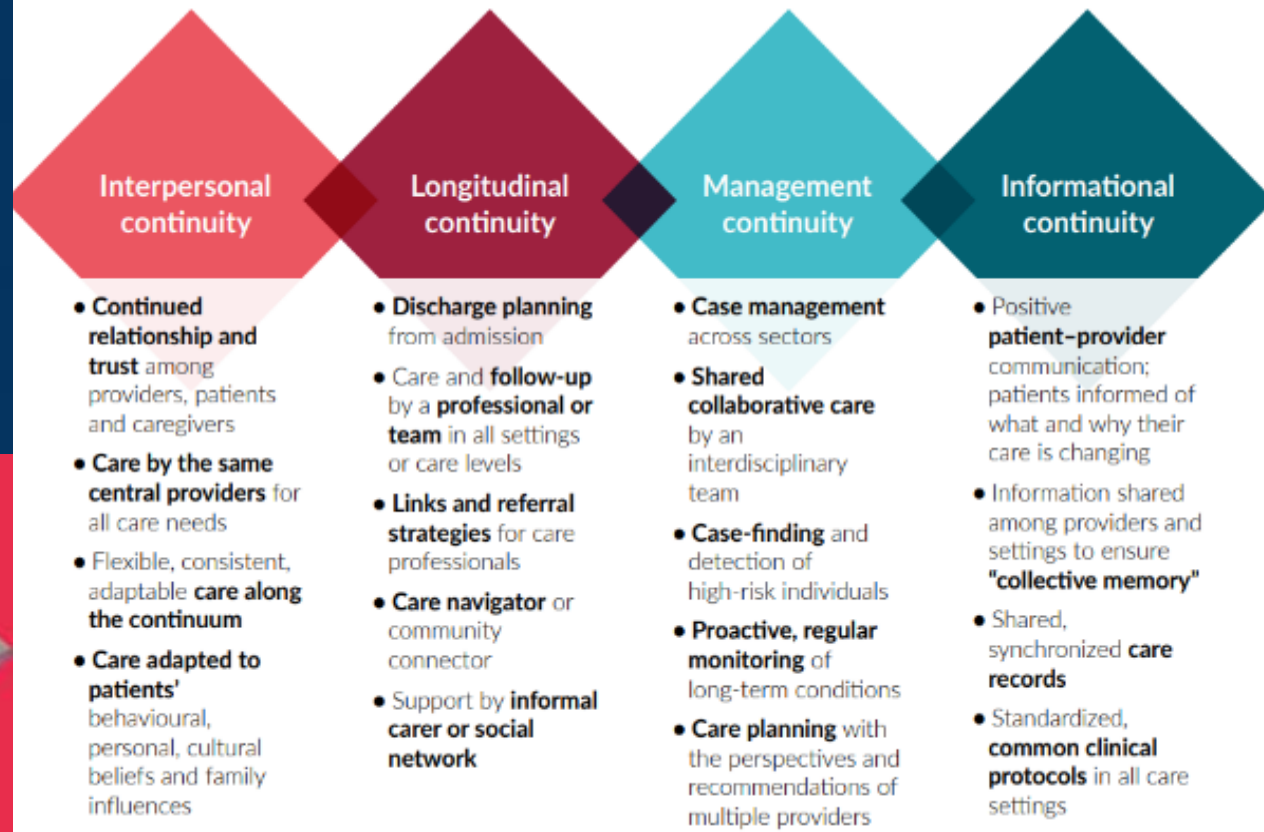 Interpersonal
continuity
• Continued
relationship and
trust among
providers, patients
and caregivers
• Care by the same
central providers for
all care needs
• Flexible, consistent,
adaptable care along
the continuum
• Care adapted to
patients’
behavioural,
personal, cultural
beliefs and family
influences
Longitudinal
continuity
• Discharge planning
from admission
• Care and follow-up
by a professional or
team in all settings
or care levels
• Links and referral
strategies for care
professionals
• Care navigator or
community
connector
• Support by informal
carer or social
network
Management
continuity
• Case management
across sectors
• Shared
collaborative care
by an
interdisciplinary
team
• Case-finding and
detection of
high-risk individuals
• Proactive, regular
monitoring of
long-term conditions
• Care planning with
the perspectives and
recommendations of
multiple providers
Informational
continuity
• Positive
patient–provider
communication;
patients informed of
what and why their
care is changing
• Information shared
among providers and
settings to ensure
"collective memory"
• Shared,
synchronized care
records
• Standardized,
common clinical
protocols in all care
settings